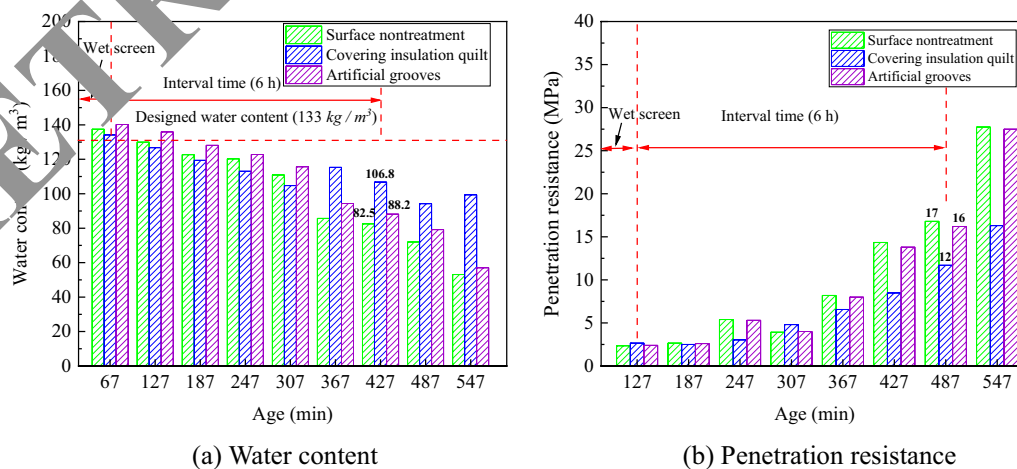 200
180
160
140
120
100
80
60
40
20
0
Wet screen
Surface nontreatment
Covering insulation quilt
Artificial grooves
Interval time (6 h)
Designed water content (133 kg / m³)
106.8
82.5
88.2
67 127 187 247 307 367 427 487 547
Age (min)
(a) Water content
Penetration resistance (MPa)
40
35
30
25
20
15
10
5
0
Surface nontreatment
Covering insulation quilt
Artificial grooves
Wet screen
Interval time (6 h)
17
16
12
127 187 247 307 367 427 487 547
Age (min)
(b) Penetration resistance